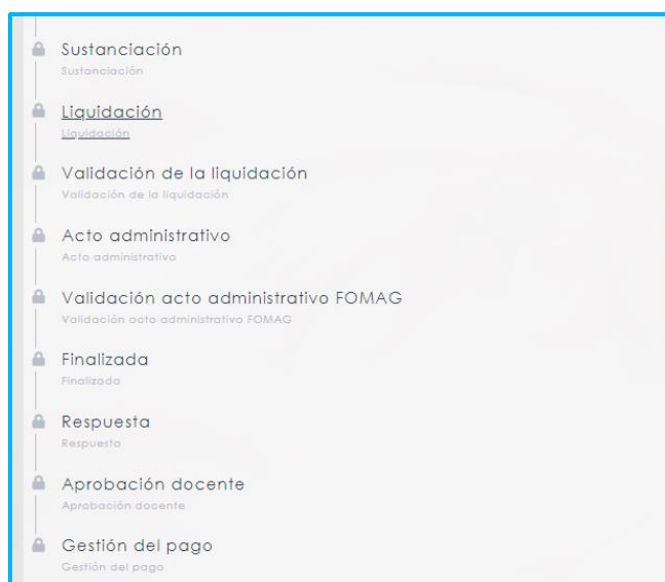 Sustanciación
Sustanciación
Liquidación
Liquidación
Validación de la liquidación
Validación de la liquidación
Acto administrativo
Acto administrativo
Validación acto administrativo FOMAG
Validación acto administrativo FOMAG
Finalizada
Finalizada
Respuesta
Respuesta
Aprobación docente
Aprobación docente
Gestión del pago
Gestión del pago